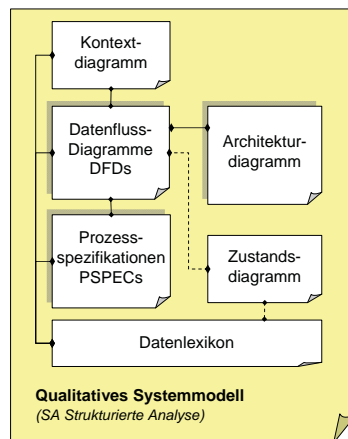 Kontext-
diagramm
Datenfluss-
Diagramme
DFDs
Architektur-
diagramm
Prozess-
spezifikationen
PSPECs
Zustands-
diagramm
Datenlexikon
Qualitatives Systemmodell
(SA Strukturierte Analyse)